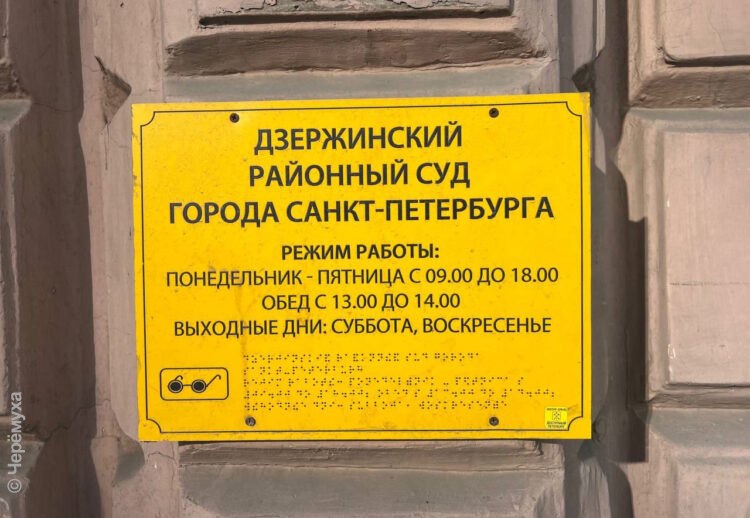 ДЗЕРЖИНСКИЙ
РАЙОННЫЙ СУД
ГОРОДА САНКТ-ПЕТЕРБУРГА
РЕЖИМ РАБОТЫ:
ПОНЕДЕЛЬНИК - ПЯТНИЦА С 09.00 ДО 18.00
ОБЕД С 13.00 ДО 14.00
ВЫХОДНЫЕ ДНИ: СУББОТА, ВОСКРЕСЕНЬЕ
© Черёмуха